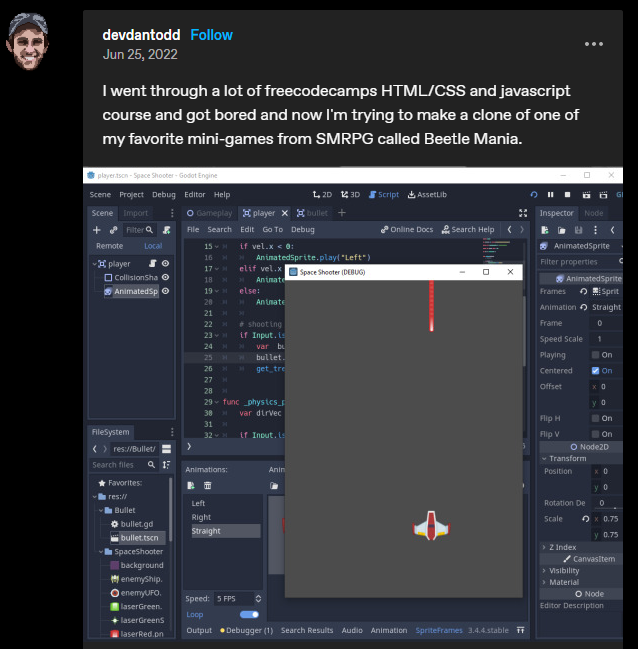 devdantodd Follow
Jun 25, 2022
I went through a lot of freecodecamps HTML/CSS and javascript
course and got bored and now I'm trying to make a clone of one of
my favorite mini-games from SMRPG called Beetle Mania.
player.tscn - Space Shooter - Godot Engine
Scene Project Debug Editor Help
2D 3D Script AssetLib
Scene Import
Filter
Remote Local
player
CollisionSha
AnimatedSp
FileSystem
res://Bullet/
Search files
Favorites:
res://
Bullet
bullet.gd
bullet.tscn
SpaceShooter
background
enemyShip.
enemyUFO.
laserGreen.
laserGreenS
laserRed.pn
Gameplay player bullet
File Search Edit Go To Debug Online Docs Search Help
15 if vel.x < 0:
16 AnimatedSprite.play("Left")
17 elif vel.x
18 Animate
19 else:
20 Animate
21
22 # shooting
23 if Input.is
24 var bu
25 bullet.
26 get_tre
27
28
29 func _physics_p
30 var dirVec
31
32 if Input.is
Space Shooter (DEBUG)
Animations:
Left
Right
Straight
Speed: 5 FPS
Loop
Output Debugger (1) Search Results Audio Animation SpriteFrames 3.4.4.stable
Inspector Node
AnimatedSprite
Filter properties
AnimatedSprite
Frames Sprit
Animation Straight
Frame 0
Speed Scale 1
Playing On
Centered On
Offset x 0
y 0
Flip H On
Flip V On
Node2D
Transform
Position x 0
y 0
Rotation De 0
Scale x 0.75
y 0.75
Z Index
CanvasItem
Visibility
Material
Node
Editor Description